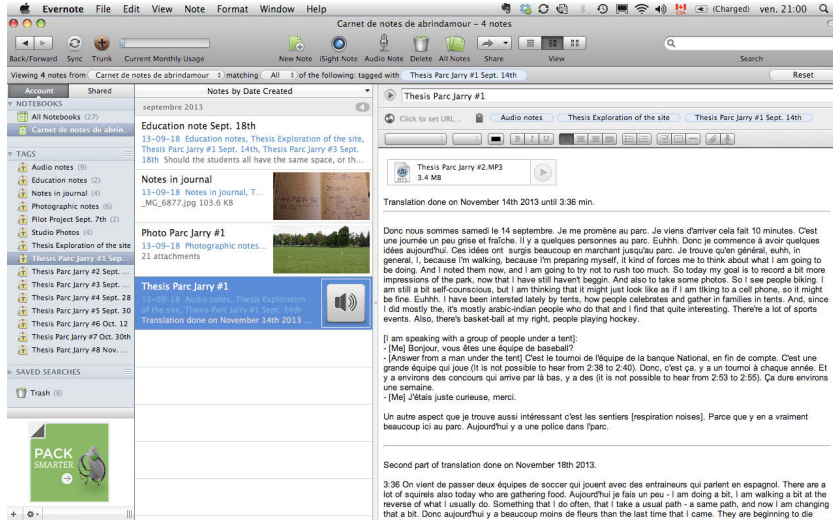 Evernote File Edit View Note Format Window Help (Charged) ven. 21:00
Carnet de notes de abrindamour – 4 notes
Back/Forward Sync Trunk Current Monthly Usage New Note iSight Note Audio Note Delete All Notes Share View Search
Viewing 4 notes from Carnet de notes de abrindamour matching All of the following: tagged with Thesis Parc Jarry #1 Sept. 14th Reset
Account Shared
NOTEBOOKS
All Notebooks (27)
Carnet de notes de abrin...
TAGS
Audio notes (9)
Education notes (2)
Notes in journal (4)
Photographic notes (6)
Pilot Project Sept. 7th (2)
Studio Photos (4)
Thesis Exploration of the site
Thesis Parc Jarry #1 Sep...
Thesis Parc Jarry #2 Sept. ...
Thesis Parc Jarry #3 Sept. ...
Thesis Parc Jarry #4 Sept. 28
Thesis Parc Jarry #5 Sept. 30
Thesis Parc Jarry #6 Oct. 12
Thesis Parc Jarry #7 Oct. 30th
Thesis Parc Jarry #8 Nov. ...
SAVED SEARCHES
Trash (8)
PACK
SMARTER
Notes by Date Created
septembre 2013 4
Education note Sept. 18th
13-09-18 Education notes, Thesis Exploration of the site,
Thesis Parc Jarry #1 Sept. 14th, Thesis Parc Jarry #3 Sept.
18th Should the students all have the same space, or th...
Notes in journal
13-09-18 Notes in journal, T...
_MG_6877.jpg 103.6 KB
Photo Parc Jarry #1
13-09-18 Photographic notes...
21 attachments
Thesis Parc Jarry #1
13-09-18 Audio notes, Thesis Exploration
of the site, Thesis Parc Jarry #1 Sept. 14th
Translation done on November 14th 2013 ...
Thesis Parc Jarry #1
Click to set URL... Audio notes Thesis Exploration of the site Thesis Parc Jarry #1 Sept. 14th
B I U
MP3
Thesis Parc Jarry #2.MP3
3.4 MB
Translation done on November 14th 2013 until 3:36 min.
Donc nous sommes samedi le 14 septembre. Je me promène au parc. Je viens d'arriver cela fait 10 minutes. C'est
une journée un peu grise et fraîche. Il y a quelques personnes au parc. Euhhh. Donc je commence à avoir quelques
idées aujourd'hui. Ces idées ont surgis beaucoup en marchant jusqu'au parc. Je trouve qu'en général, euhh, in
general, I, because I'm walking, because I'm preparing myself, it kind of forces me to think about what I am going to
be doing. And I noted them now, and I am going to try not to rush too much. So today my goal is to record a bit more
impressions of the park, now that I have still haven't beggin. And also to take some photos. So I see people biking. I
am still a bit self-conscious, but I am thinking that it might just look like as if I am tlking to a cell phone, so it might
be fine. Euhhh. I have been intersted lately by tents, how people celebrates and gather in families in tents. And, since
I did mostly the, it's mostly arabic-indian people who do that and I find that quite interesting. There're a lot of sports
events. Also, there's basket-ball at my right, people playing hockey.
[I am speaking with a group of people under a tent]:
- [Me] Bonjour, vous êtes une équipe de baseball?
- [Answer from a man under the tent] C'est le tournoi de l'équipe de la banque National, en fin de compte. C'est une
grande équipe qui joue (It is not possible to hear from 2:38 to 2:40). Donc, c'est ça. y a un tournoi à chaque année. Et
y a environs des concours qui arrive par là bas, y a des (it is not possible to hear from 2:53 to 2:55). Ça dure environs
une semaine.
- [Me] J'étais juste curieuse, merci.
Un autre aspect que je trouve aussi intéressant c'est les sentiers [respiration noises]. Parce que y en a vraiment
beaucoup ici au parc. Aujourd'hui y a une police dans l'parc.
Second part of translation done on November 18th 2013.
3:36 On vient de passer deux équipes de soccer qui jouent avec des entraineurs qui parlent en espagnol. There are a
lot of squirels also today who are gathering food. Aujourd'hui je fais un peu - I am doing a bit, I am walking a bit at the
reverse of what I usually do. Something that I do often, that I take a usual path - a same path, and now I am changing
that a bit. Donc aujourd'hui y a beaucoup moins de fleurs than the last time that I came. They are beginning to die